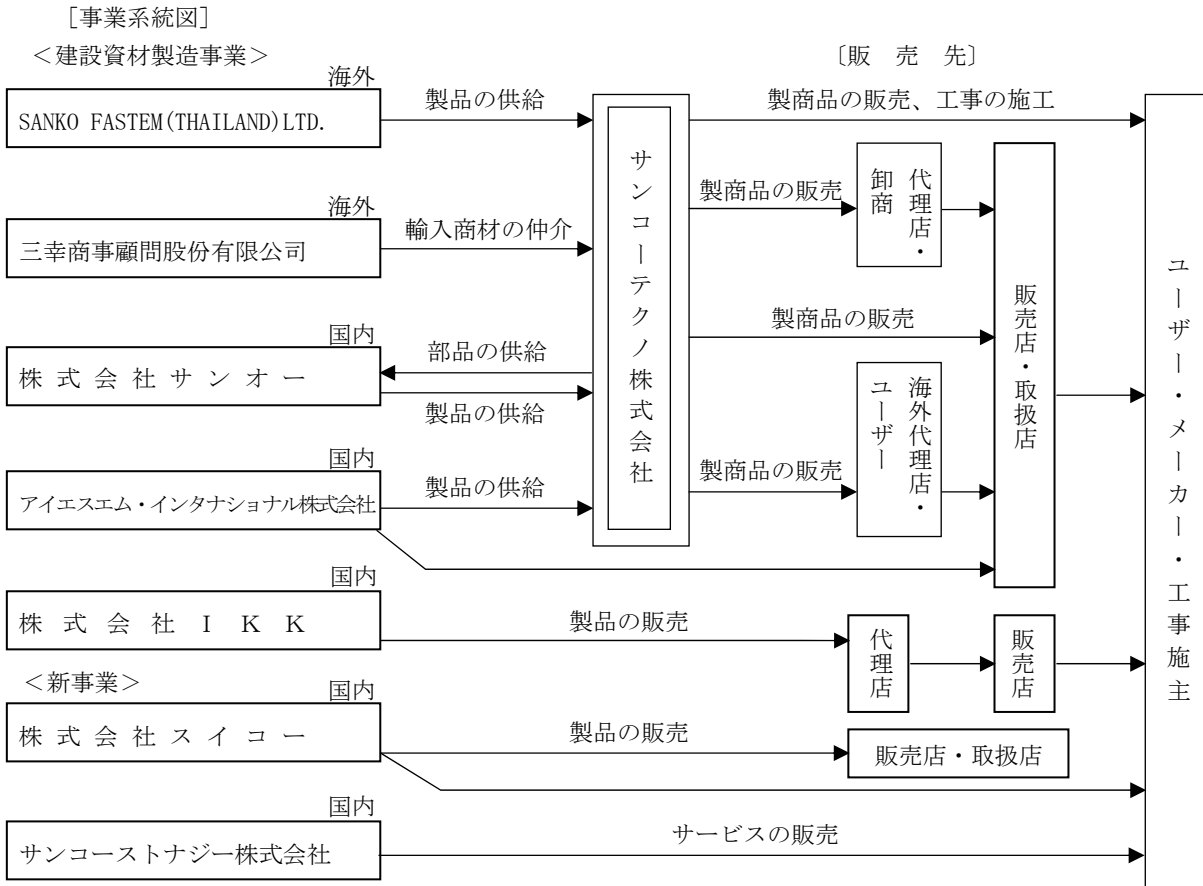 ［事業系統図］
＜建設資材製造事業＞
〔販　売　先〕
海外
SANKO FASTEM(THAILAND)LTD.
製品の供給
製商品の販売、工事の施工
海外
三幸商事顧問股份有限公司
輸入商材の仲介
サンコーテクノ株式会社
製商品の販売
代理店・
卸商
国内
株式会社サンオー
部品の供給
製品の供給
製商品の販売
販売店・取扱店
ユーザー・メーカー・工事施主
国内
アイエスエム・インタナショナル株式会社
製品の供給
製商品の販売
海外代理店・
ユーザー
国内
株式会社ＩＫＫ
製品の販売
代理店
販売店
＜新事業＞
国内
株式会社スイコー
製品の販売
販売店・取扱店
国内
サンコーストナジー株式会社
サービスの販売